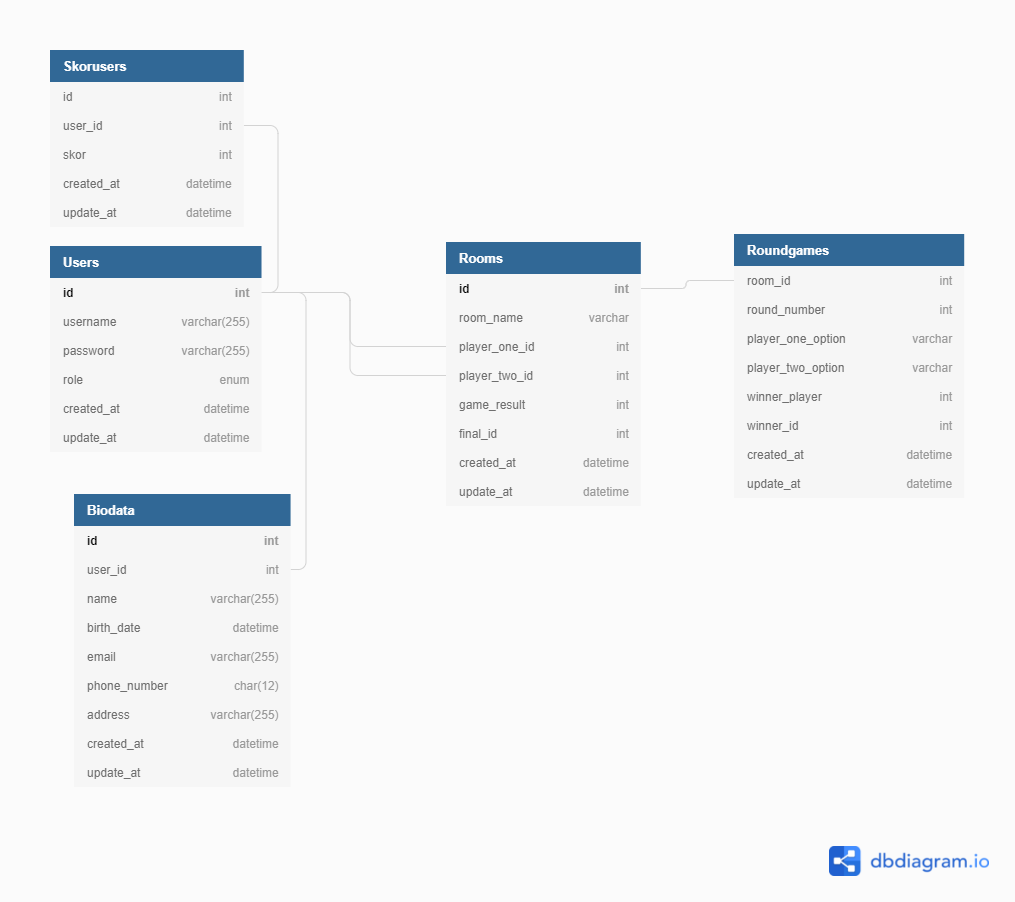 Skorusers
id int
user_id int
skor int
created_at datetime
update_at datetime
Users
id int
username varchar(255)
password varchar(255)
role enum
created_at datetime
update_at datetime
Biodata
id int
user_id int
name varchar(255)
birth_date datetime
email varchar(255)
phone_number char(12)
address varchar(255)
created_at datetime
update_at datetime
Rooms
id int
room_name varchar
player_one_id int
player_two_id int
game_result int
final_id int
created_at datetime
update_at datetime
Roundgames
room_id int
round_number int
player_one_option varchar
player_two_option varchar
winner_player int
winner_id int
created_at datetime
update_at datetime
dbdiagram.io